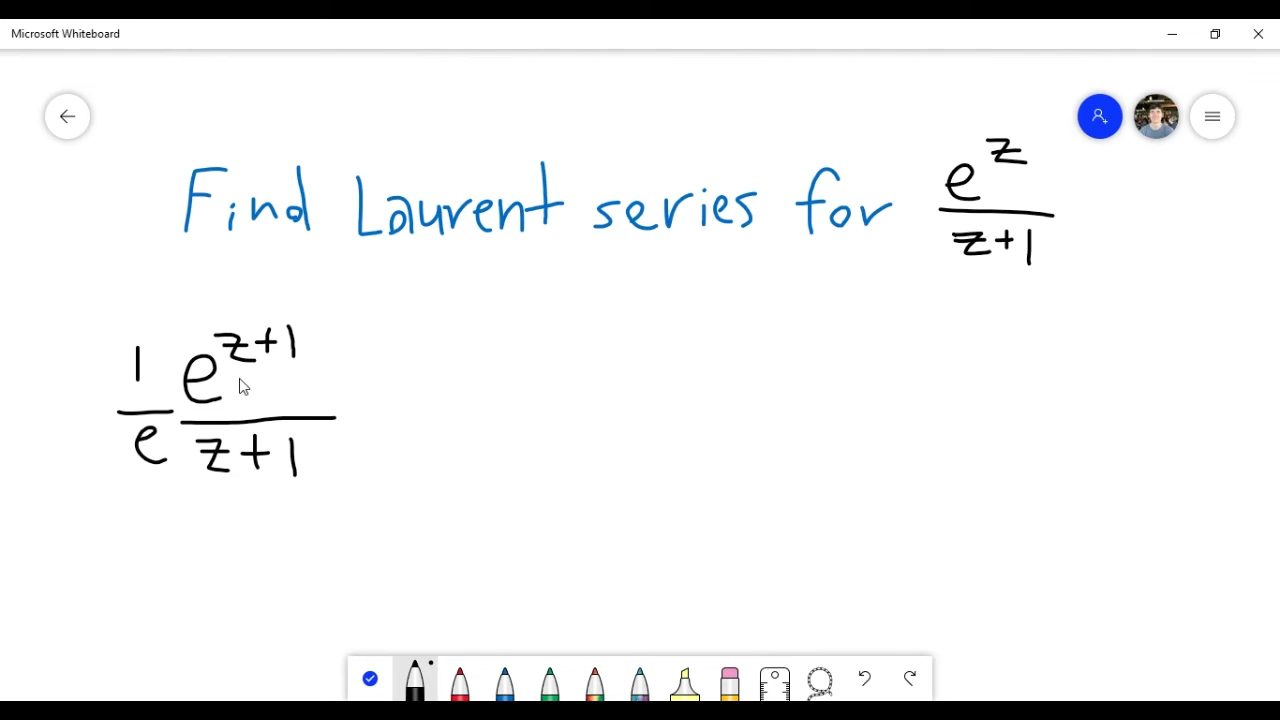 Microsoft Whiteboard
Find Laurent series for e^z/(z+1)
1/e e^(z+1)/(z+1)